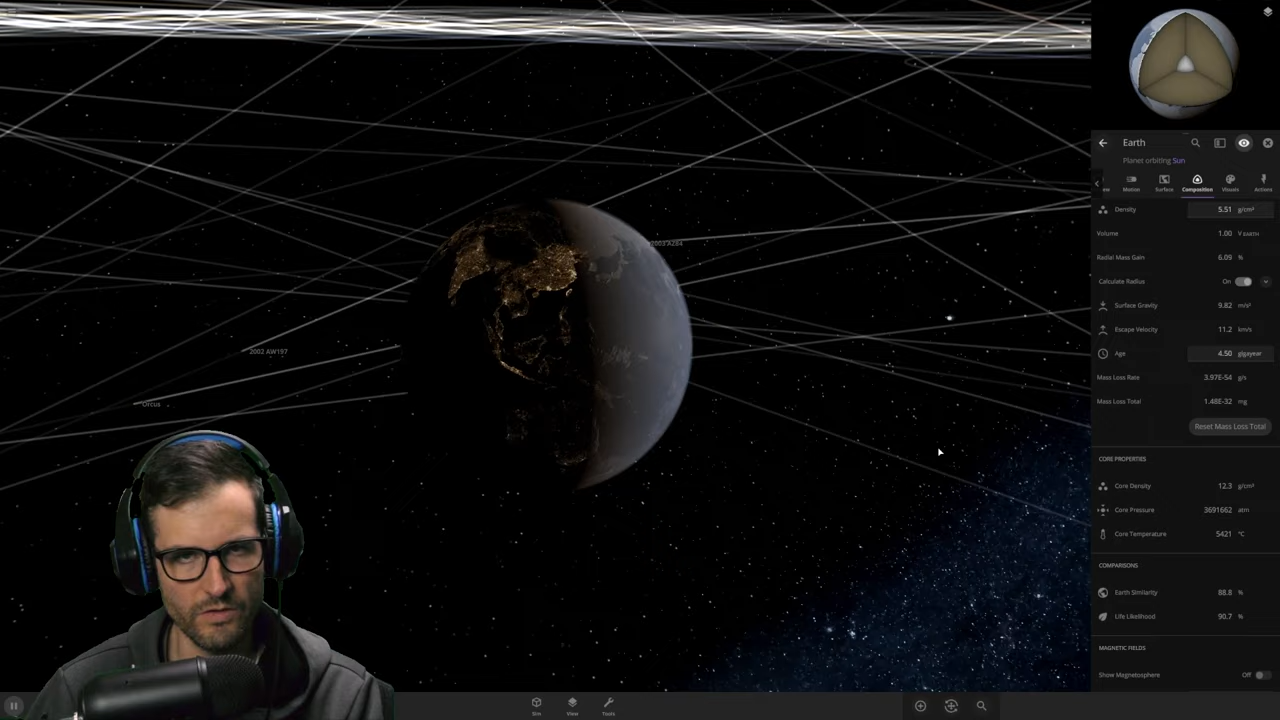 2003 AZ84
2002 AW197
Orcus
Earth
Planet orbiting Sun
Motion Surface Composition Visuals Actions
Density 5.51 g/cm³
Volume 1.00 V EARTH
Radial Mass Gain 6.09 %
Calculate Radius On
Surface Gravity 9.82 m/s²
Escape Velocity 11.2 km/s
Age 4.50 gigayear
Mass Loss Rate 3.97E-54 g/s
Mass Loss Total 1.48E-32 mg
Reset Mass Loss Total
CORE PROPERTIES
Core Density 12.3 g/cm³
Core Pressure 3691662 atm
Core Temperature 5421 °C
COMPARISONS
Earth Similarity 88.8 %
Life Likelihood 90.7 %
MAGNETIC FIELDS
Show Magnetosphere Off
Sim View Tools